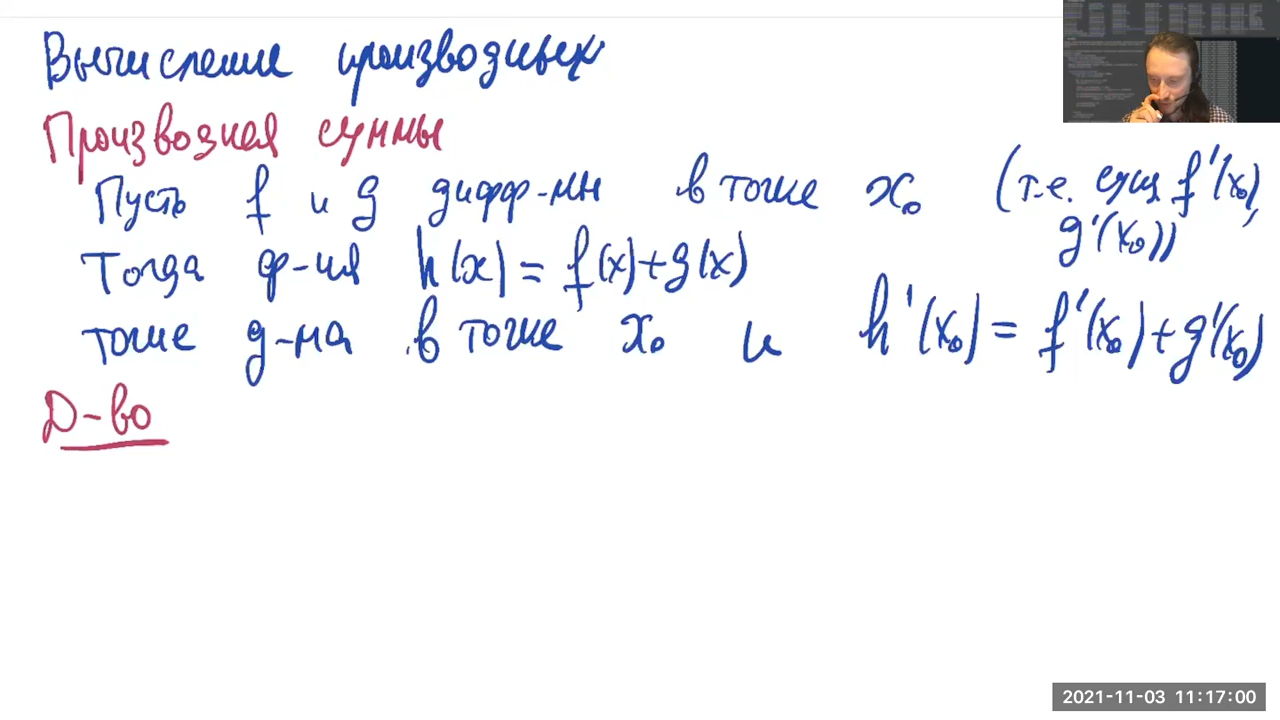 Вычисление производных
Производная суммы
Пусть f и g дифф-мы в точке x₀ (т.е. сущ f'(x₀),
g'(x₀))
Тогда ф-ия h(x) = f(x)+g(x)
тоже д-ма в точке x₀ и h'(x₀) = f'(x₀)+g'(x₀)
Д-во
2021-11-03 11:17:00